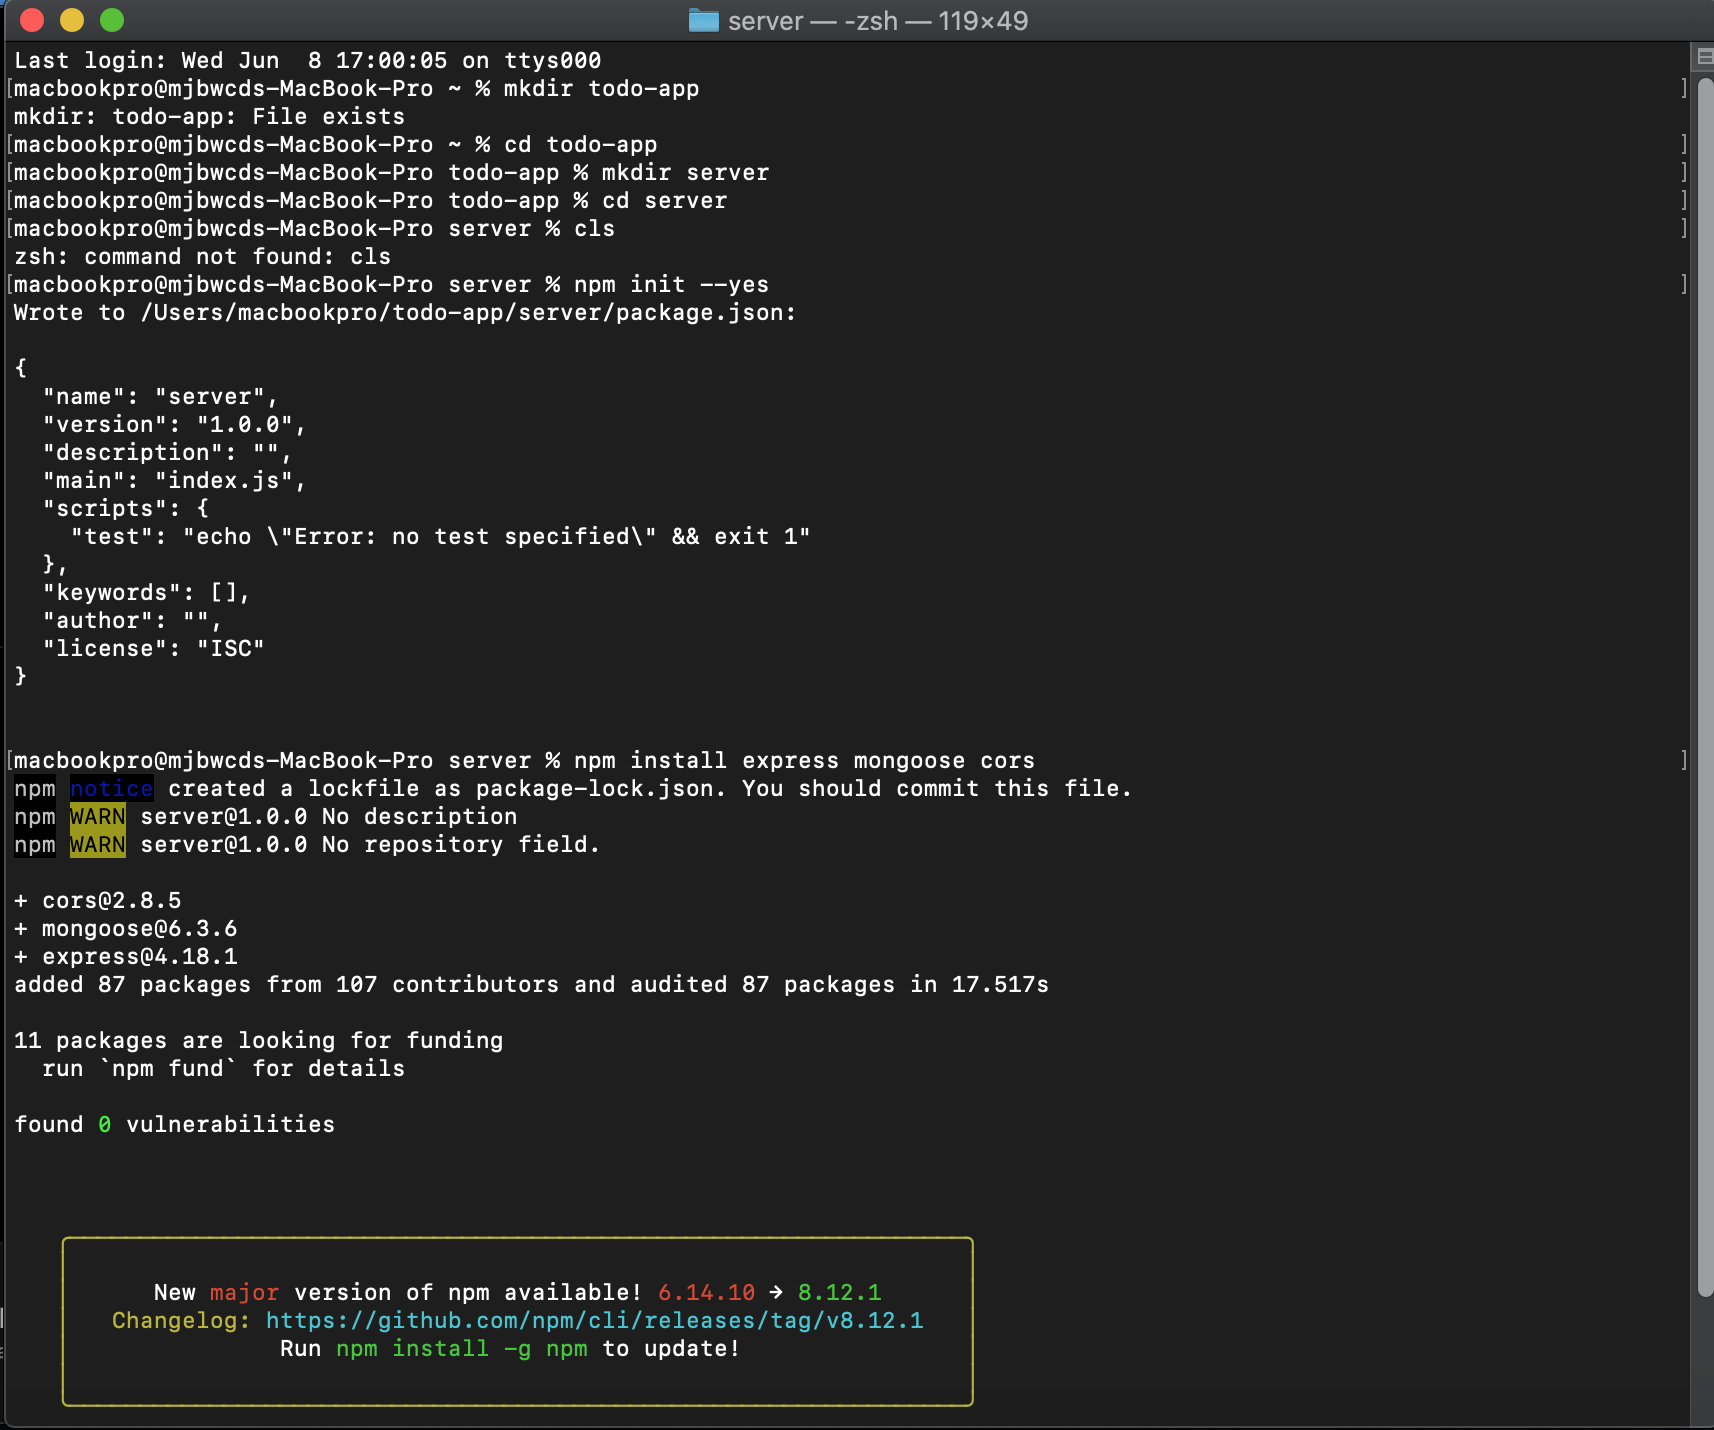 server — -zsh — 119×49
Last login: Wed Jun  8 17:00:05 on ttys000
[macbookpro@mjbwcds-MacBook-Pro ~ % mkdir todo-app ]
mkdir: todo-app: File exists
[macbookpro@mjbwcds-MacBook-Pro ~ % cd todo-app ]
[macbookpro@mjbwcds-MacBook-Pro todo-app % mkdir server ]
[macbookpro@mjbwcds-MacBook-Pro todo-app % cd server ]
[macbookpro@mjbwcds-MacBook-Pro server % cls ]
zsh: command not found: cls
[macbookpro@mjbwcds-MacBook-Pro server % npm init --yes ]
Wrote to /Users/macbookpro/todo-app/server/package.json:
{
  "name": "server",
  "version": "1.0.0",
  "description": "",
  "main": "index.js",
  "scripts": {
    "test": "echo \"Error: no test specified\" && exit 1"
  },
  "keywords": [],
  "author": "",
  "license": "ISC"
}
[macbookpro@mjbwcds-MacBook-Pro server % npm install express mongoose cors ]
npm notice created a lockfile as package-lock.json. You should commit this file.
npm WARN server@1.0.0 No description
npm WARN server@1.0.0 No repository field.
+ cors@2.8.5
+ mongoose@6.3.6
+ express@4.18.1
added 87 packages from 107 contributors and audited 87 packages in 17.517s
11 packages are looking for funding
  run `npm fund` for details
found 0 vulnerabilities
New major version of npm available! 6.14.10 → 8.12.1
Changelog: https://github.com/npm/cli/releases/tag/v8.12.1
Run npm install -g npm to update!